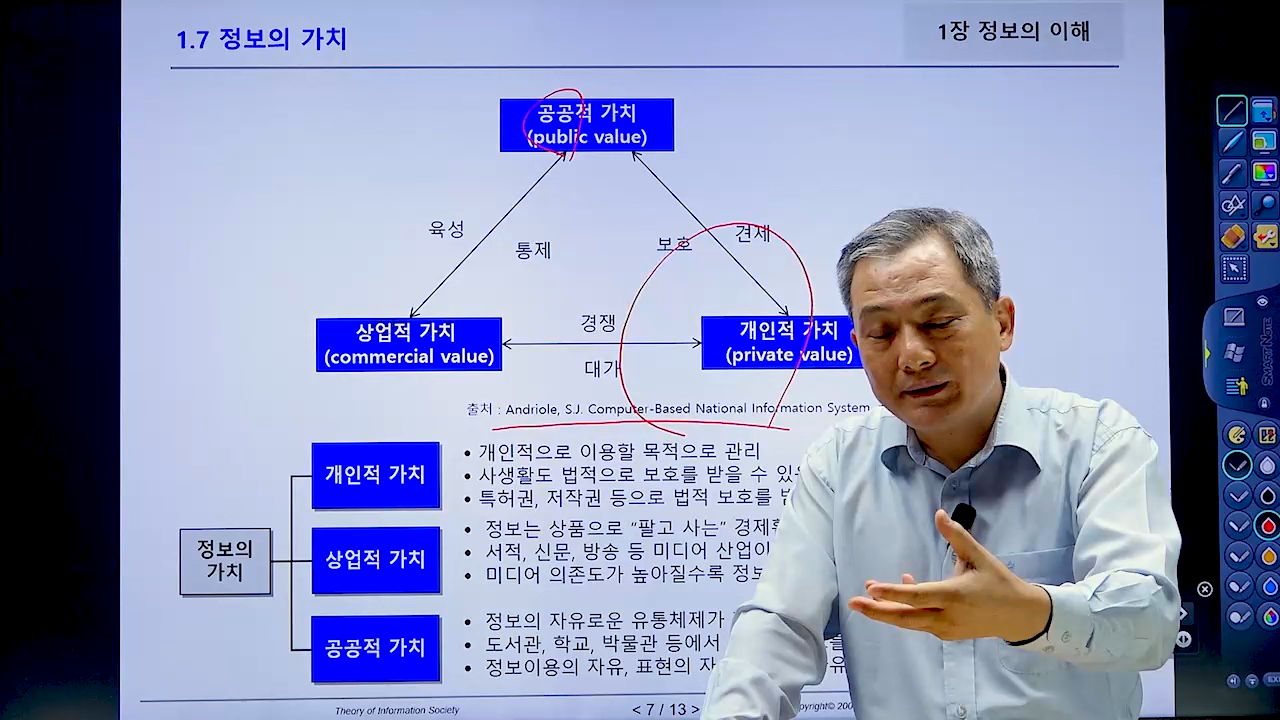 1.7 정보의 가치
1장 정보의 이해
공공적 가치
(public value)
육성
통제
보호
견제
상업적 가치
(commercial value)
경쟁
대가
개인적 가치
(private value)
출처 : Andriole, S.J. Computer-Based National Information System
정보의
가치
개인적 가치
• 개인적으로 이용할 목적으로 관리
• 사생활도 법적으로 보호를 받을 수
• 특허권, 저작권 등으로 법적 보호를
상업적 가치
• 정보는 상품으로 “팔고 사는”
• 서적, 신문, 방송 등 미디어
• 미디어 의존도가 높아질수록
공공적 가치
• 정보의 자유로운 유통체제가
• 도서관, 학교, 박물관 등에서
• 정보이용의 자유, 표현의
Theory of Information Society
< 7 / 13 >
SMART NOTE